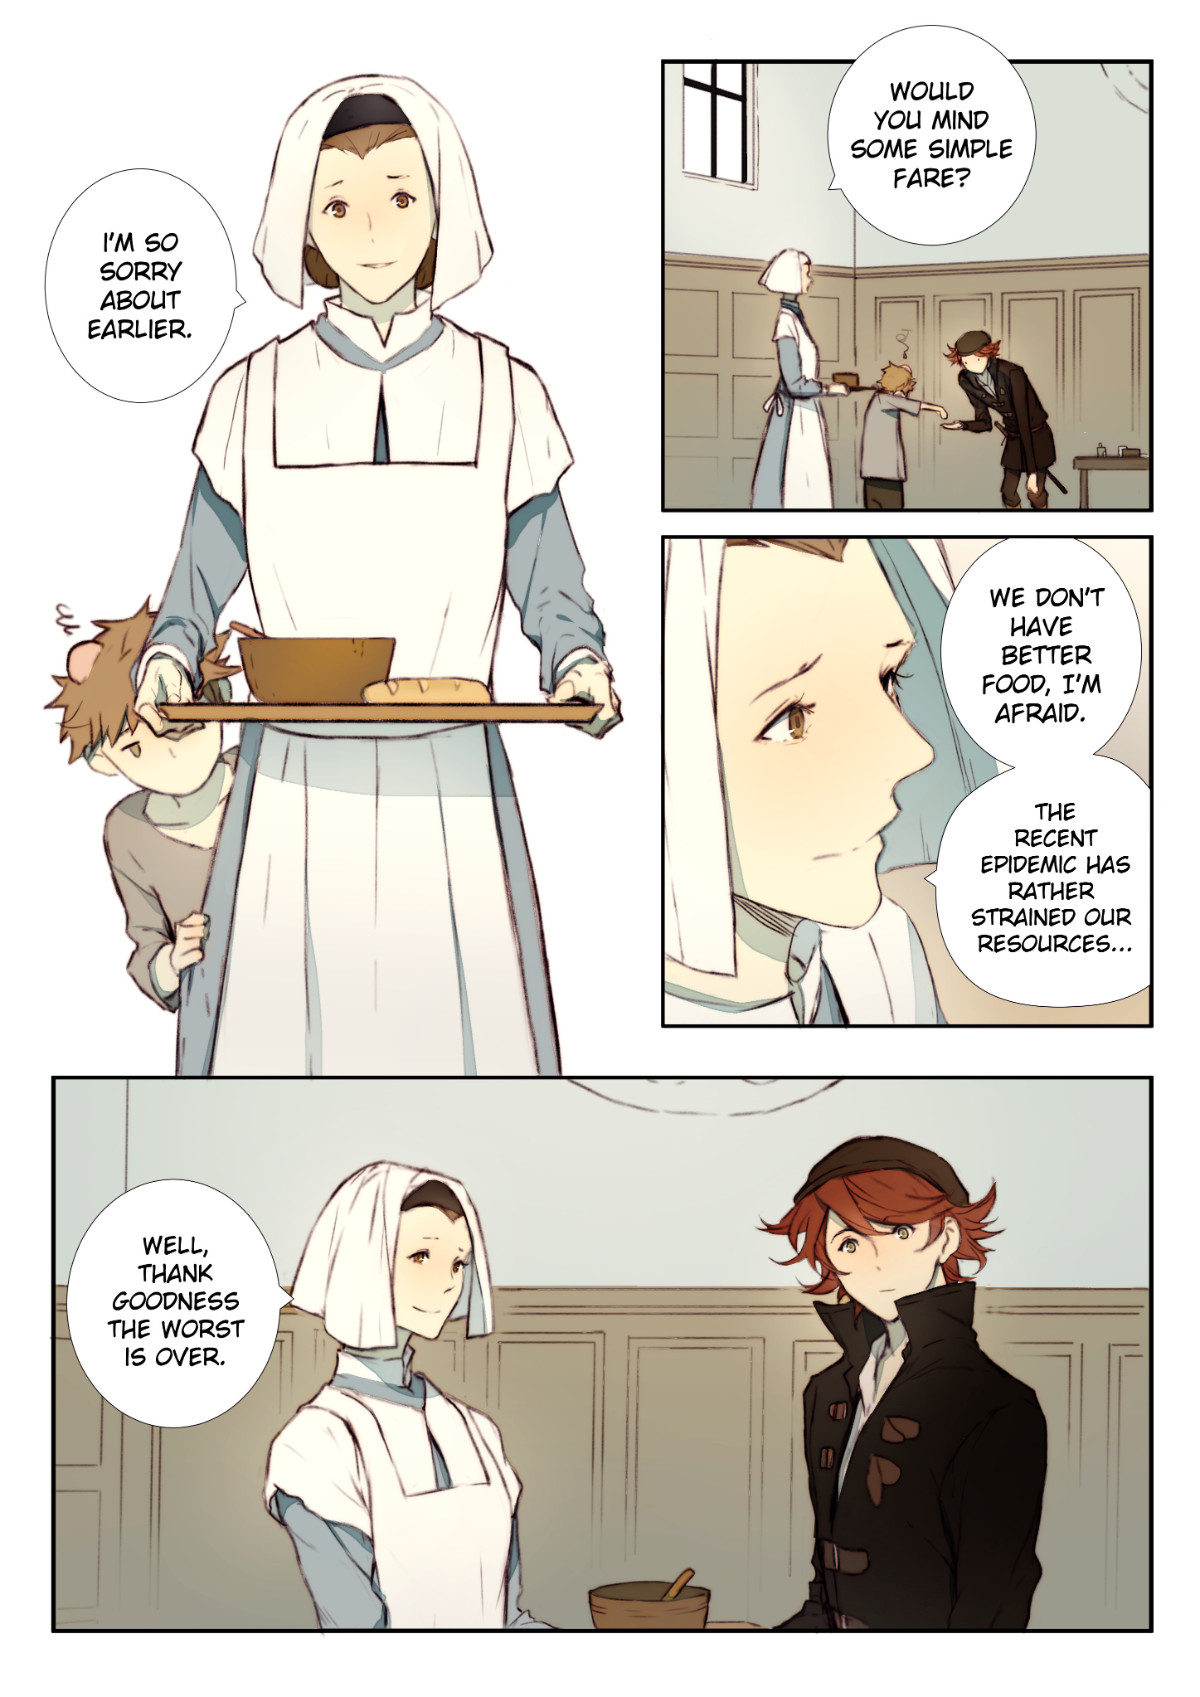 I'M SO
SORRY
ABOUT
EARLIER.
WOULD
YOU MIND
SOME SIMPLE
FARE?
WE DON'T
HAVE
BETTER
FOOD, I'M
AFRAID.
THE
RECENT
EPIDEMIC HAS
RATHER
STRAINED OUR
RESOURCES...
WELL,
THANK
GOODNESS
THE WORST
IS OVER.